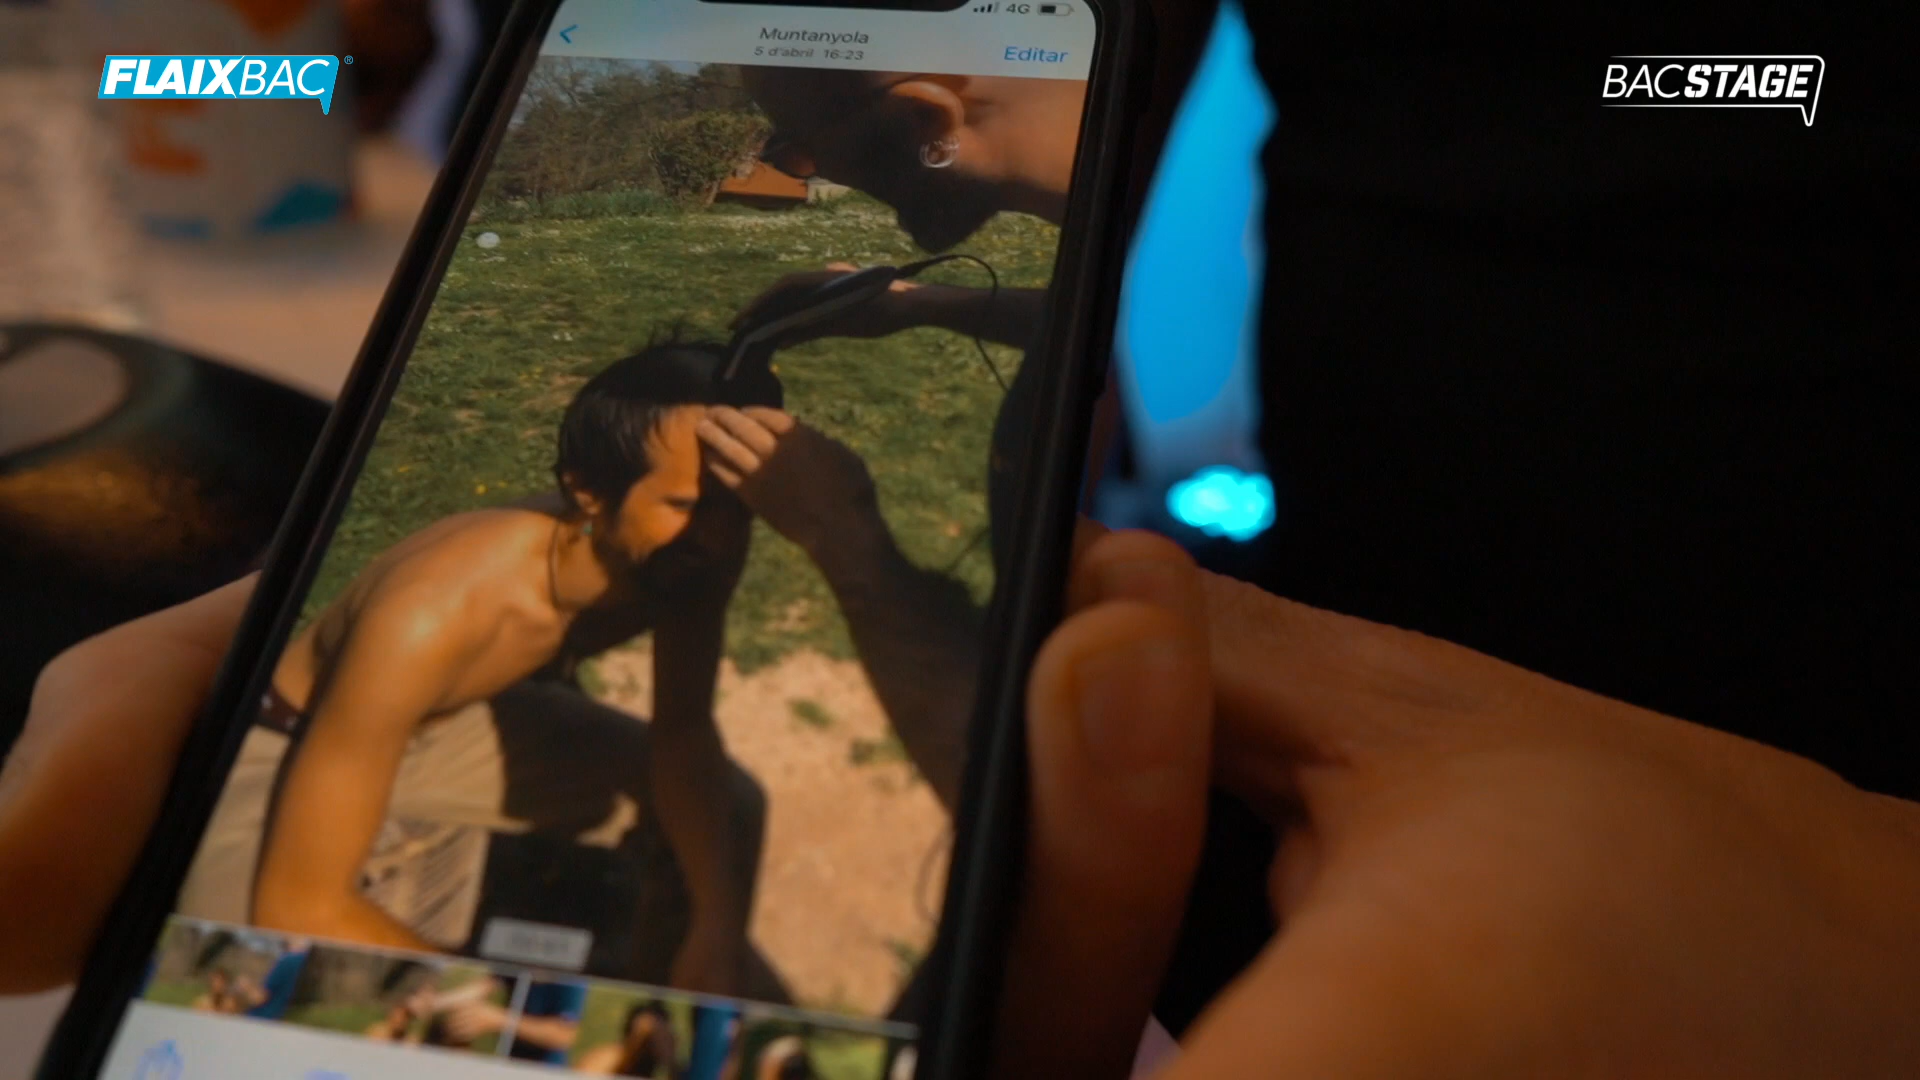 FLAIXBAC®
BACSTAGE
4G
Muntanyola
5 d'abril 16:23
Editar